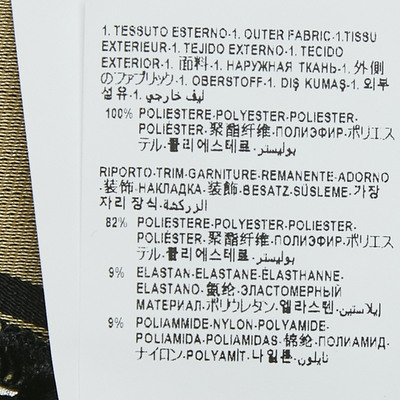 1. TESSUTO ESTERNO-1. OUTER FABRIC-1.TISSU
EXTERIEUR-1. TEJIDO EXTERNO-1. TECIDO
EXTERIOR-1. 面料-1. НАРУЖНАЯ ТКАНЬ-1. 外側
のファブリック-1. OBERSTOFF-1. DIŞ KUMAŞ-1. 외부
섬유-1. ليف خارجي
100% POLIESTERE-POLYESTER-POLIESTER-
POLIÉSTER-聚酯纤维-ПОЛИЭФИР-ポリエス
テル-폴리에스테르-بوليستر
RIPORTO-TRIM-GARNITURE-REMANENTE-ADORNO
-装饰-НАКЛАДКА-装飾-BESATZ-SÜSLEME-가장
자리 장식-الزركشة
82% POLIESTERE-POLYESTER-POLIESTER-
POLIÉSTER-聚酯纤维-ПОЛИЭФИР-ポリエス
テル-폴리에스테르-بوليستر
9% ELASTAN-ELASTANE-ÉLASTHANNE-
ELASTANO-氨纶-ЭЛАСТОМЕРНЫЙ
МАТЕРИАЛ-ポリウレタン-엘라스텐-إيلاستين
9% POLIAMMIDE-NYLON-POLYAMIDE-
POLIAMIDA-POLIAMIDAS-锦纶-ПОЛИАМИД-
ナイロン-POLYAMİT-나일론-نايلون